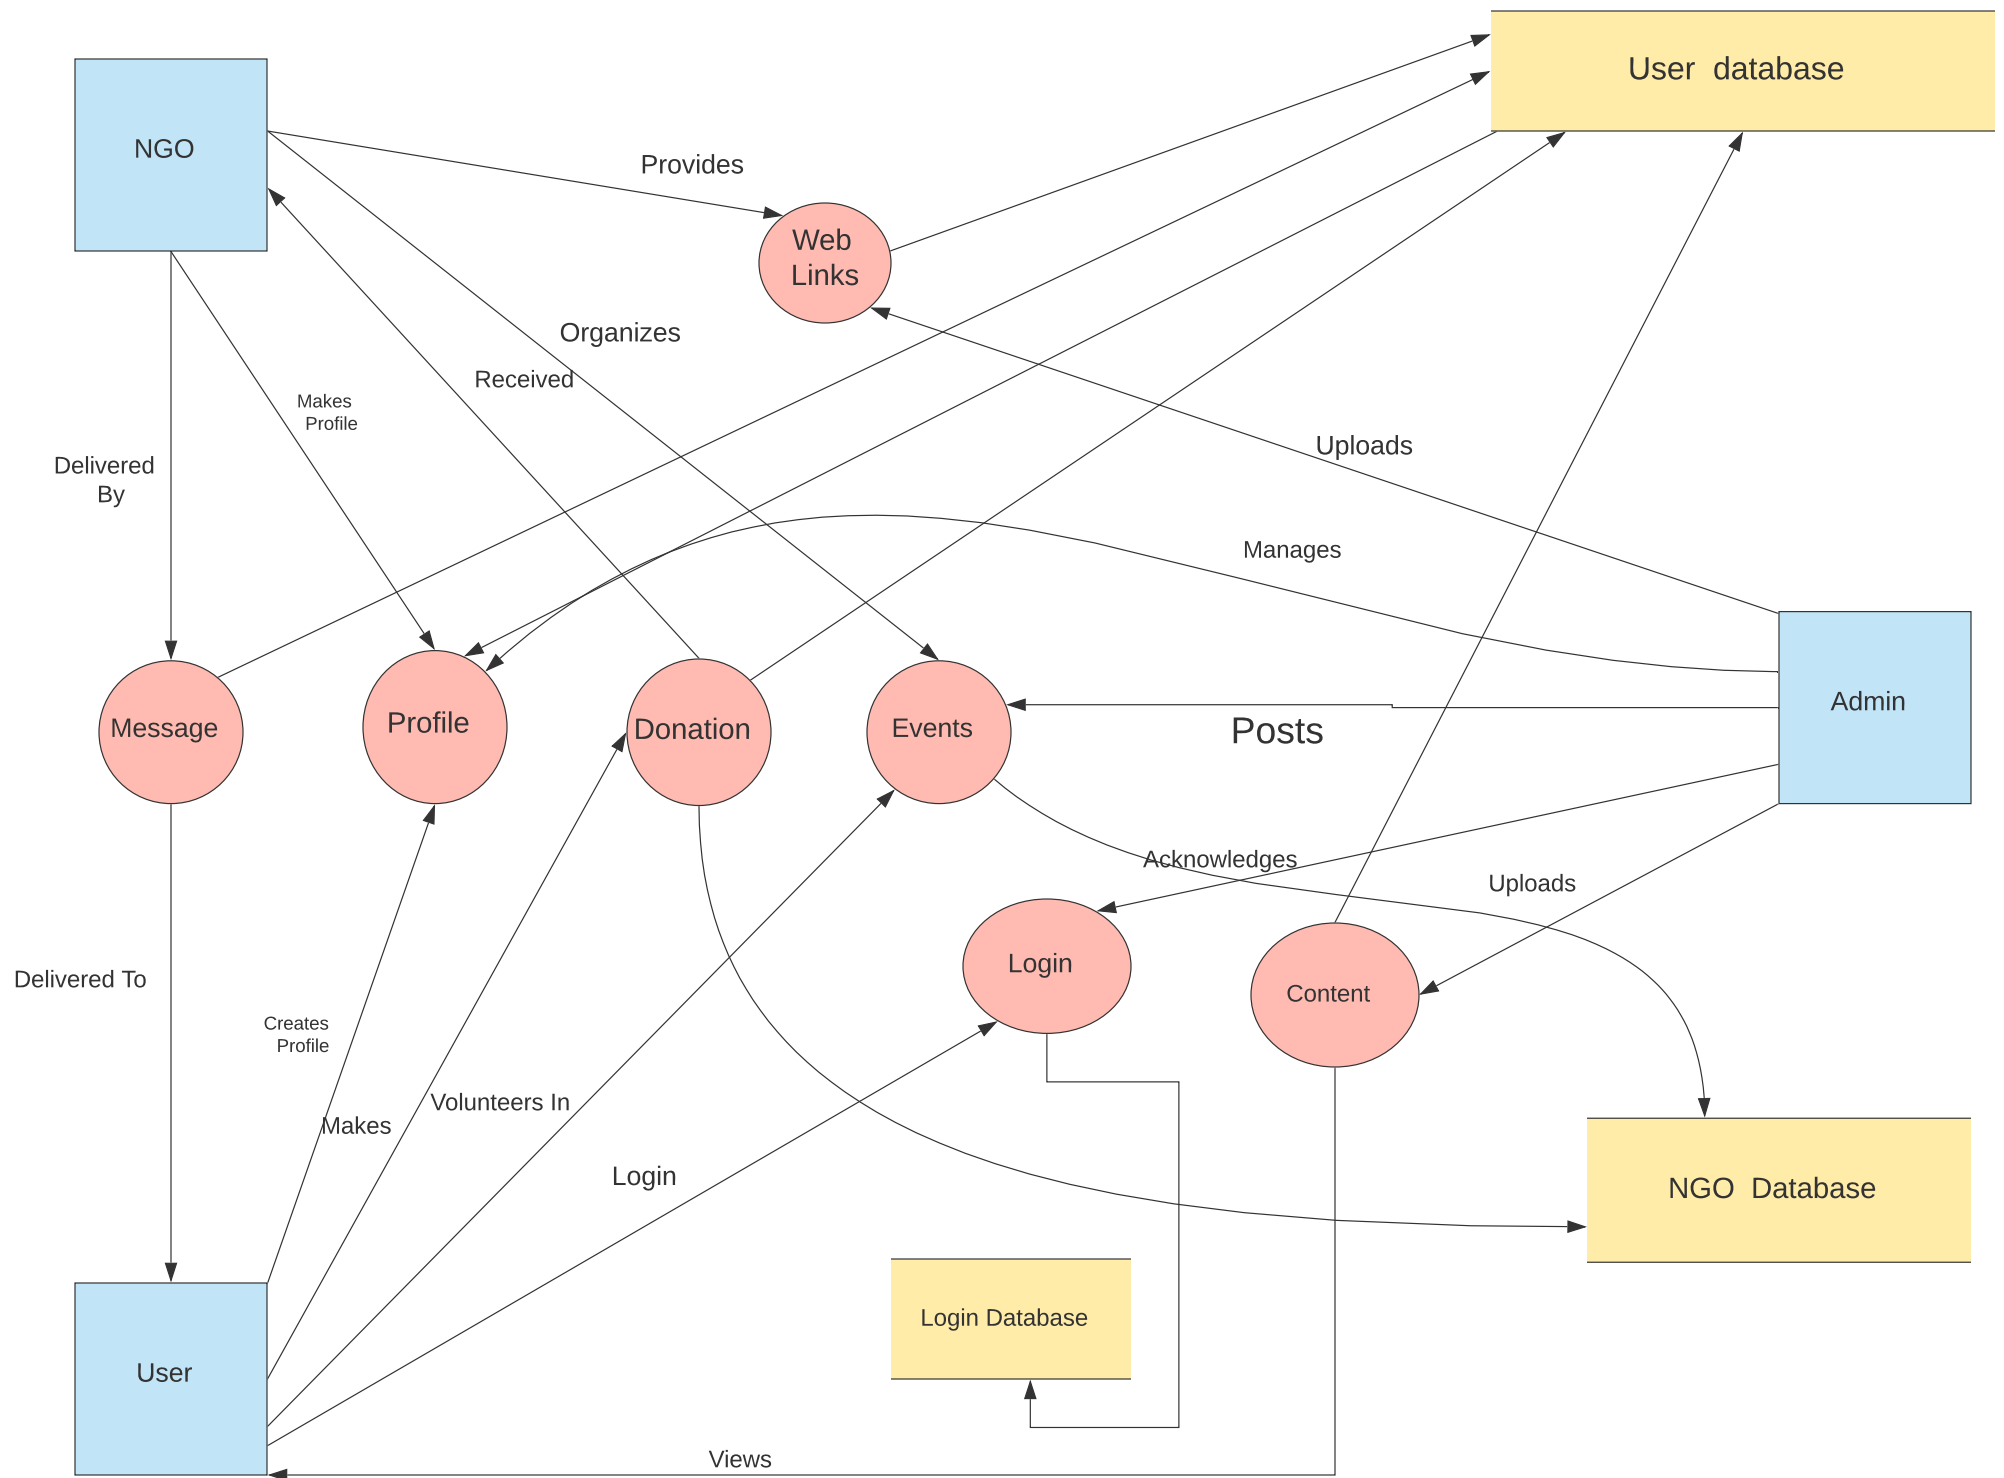 User  database
NGO
Provides
Web
Links
Organizes
Received
Makes
Profile
Uploads
Delivered
By
Manages
Admin
Message
Profile
Donation
Events
Posts
Acknowledges
Uploads
Login
Content
Delivered To
Creates
Profile
Volunteers In
Makes
Login
NGO  Database
Login Database
User
Views